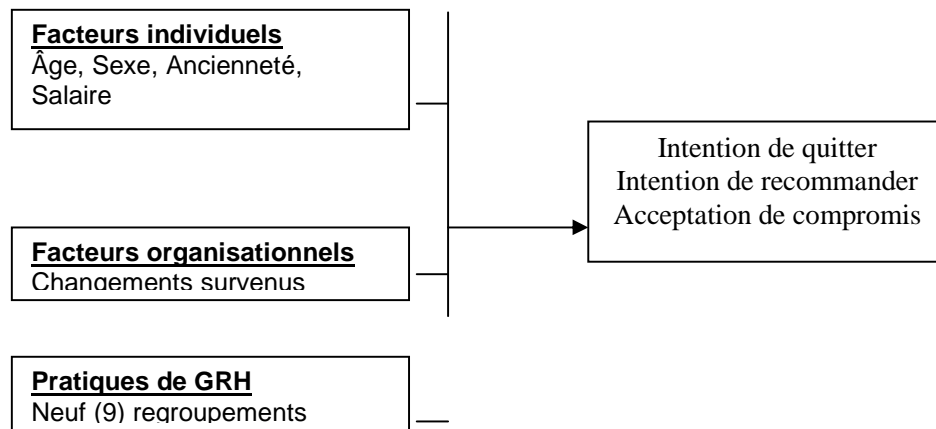 Facteurs individuels
Âge, Sexe, Ancienneté,
Salaire
Intention de quitter
Intention de recommander
Acceptation de compromis
Facteurs organisationnels
Changements survenus
Pratiques de GRH
Neuf (9) regroupements